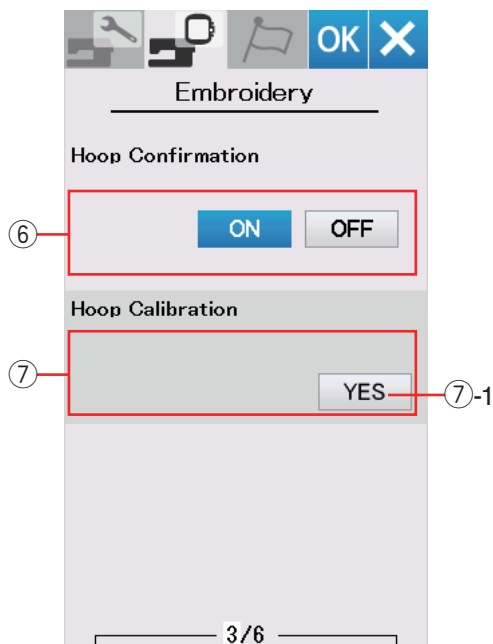 OK
Embroidery
Hoop Confirmation
⑥
ON OFF
Hoop Calibration
⑦
YES ⑦-1
3/6